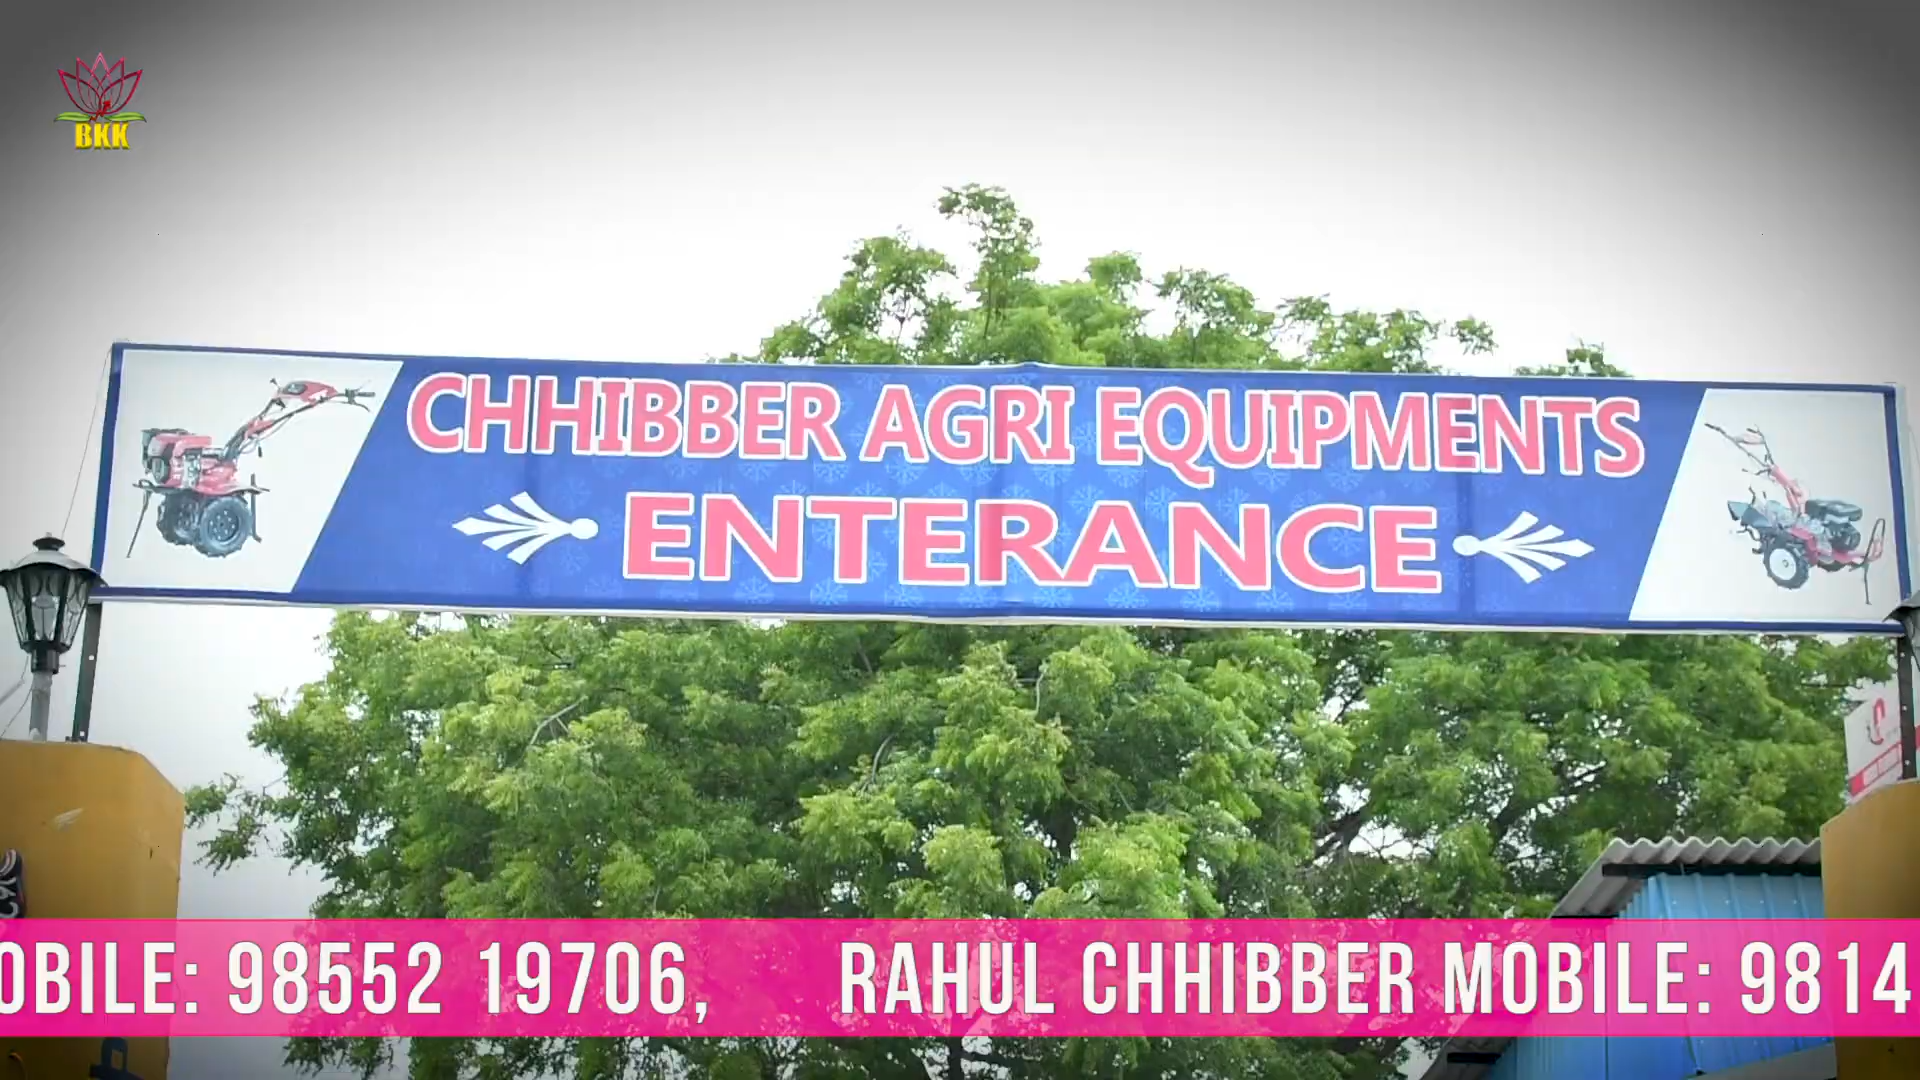 BKK
CHHIBBER AGRI EQUIPMENTS
ENTERANCE
OBILE: 98552 19706, RAHUL CHHIBBER MOBILE: 9814